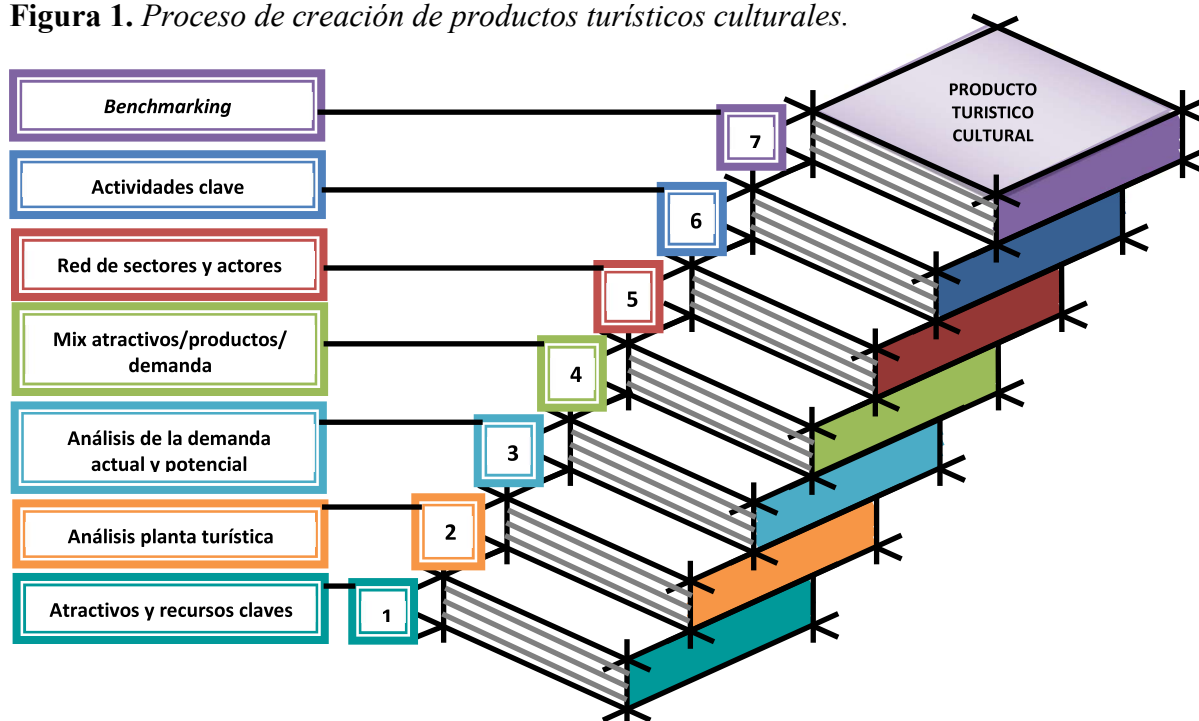 Figura 1. Proceso de creación de productos turísticos culturales.
PRODUCTO
TURISTICO
CULTURAL
Benchmarking
7
Actividades clave
6
Red de sectores y actores
5
Mix atractivos/productos/
demanda
4
Análisis de la demanda
actual y potencial
3
Análisis planta turística
2
Atractivos y recursos claves
1